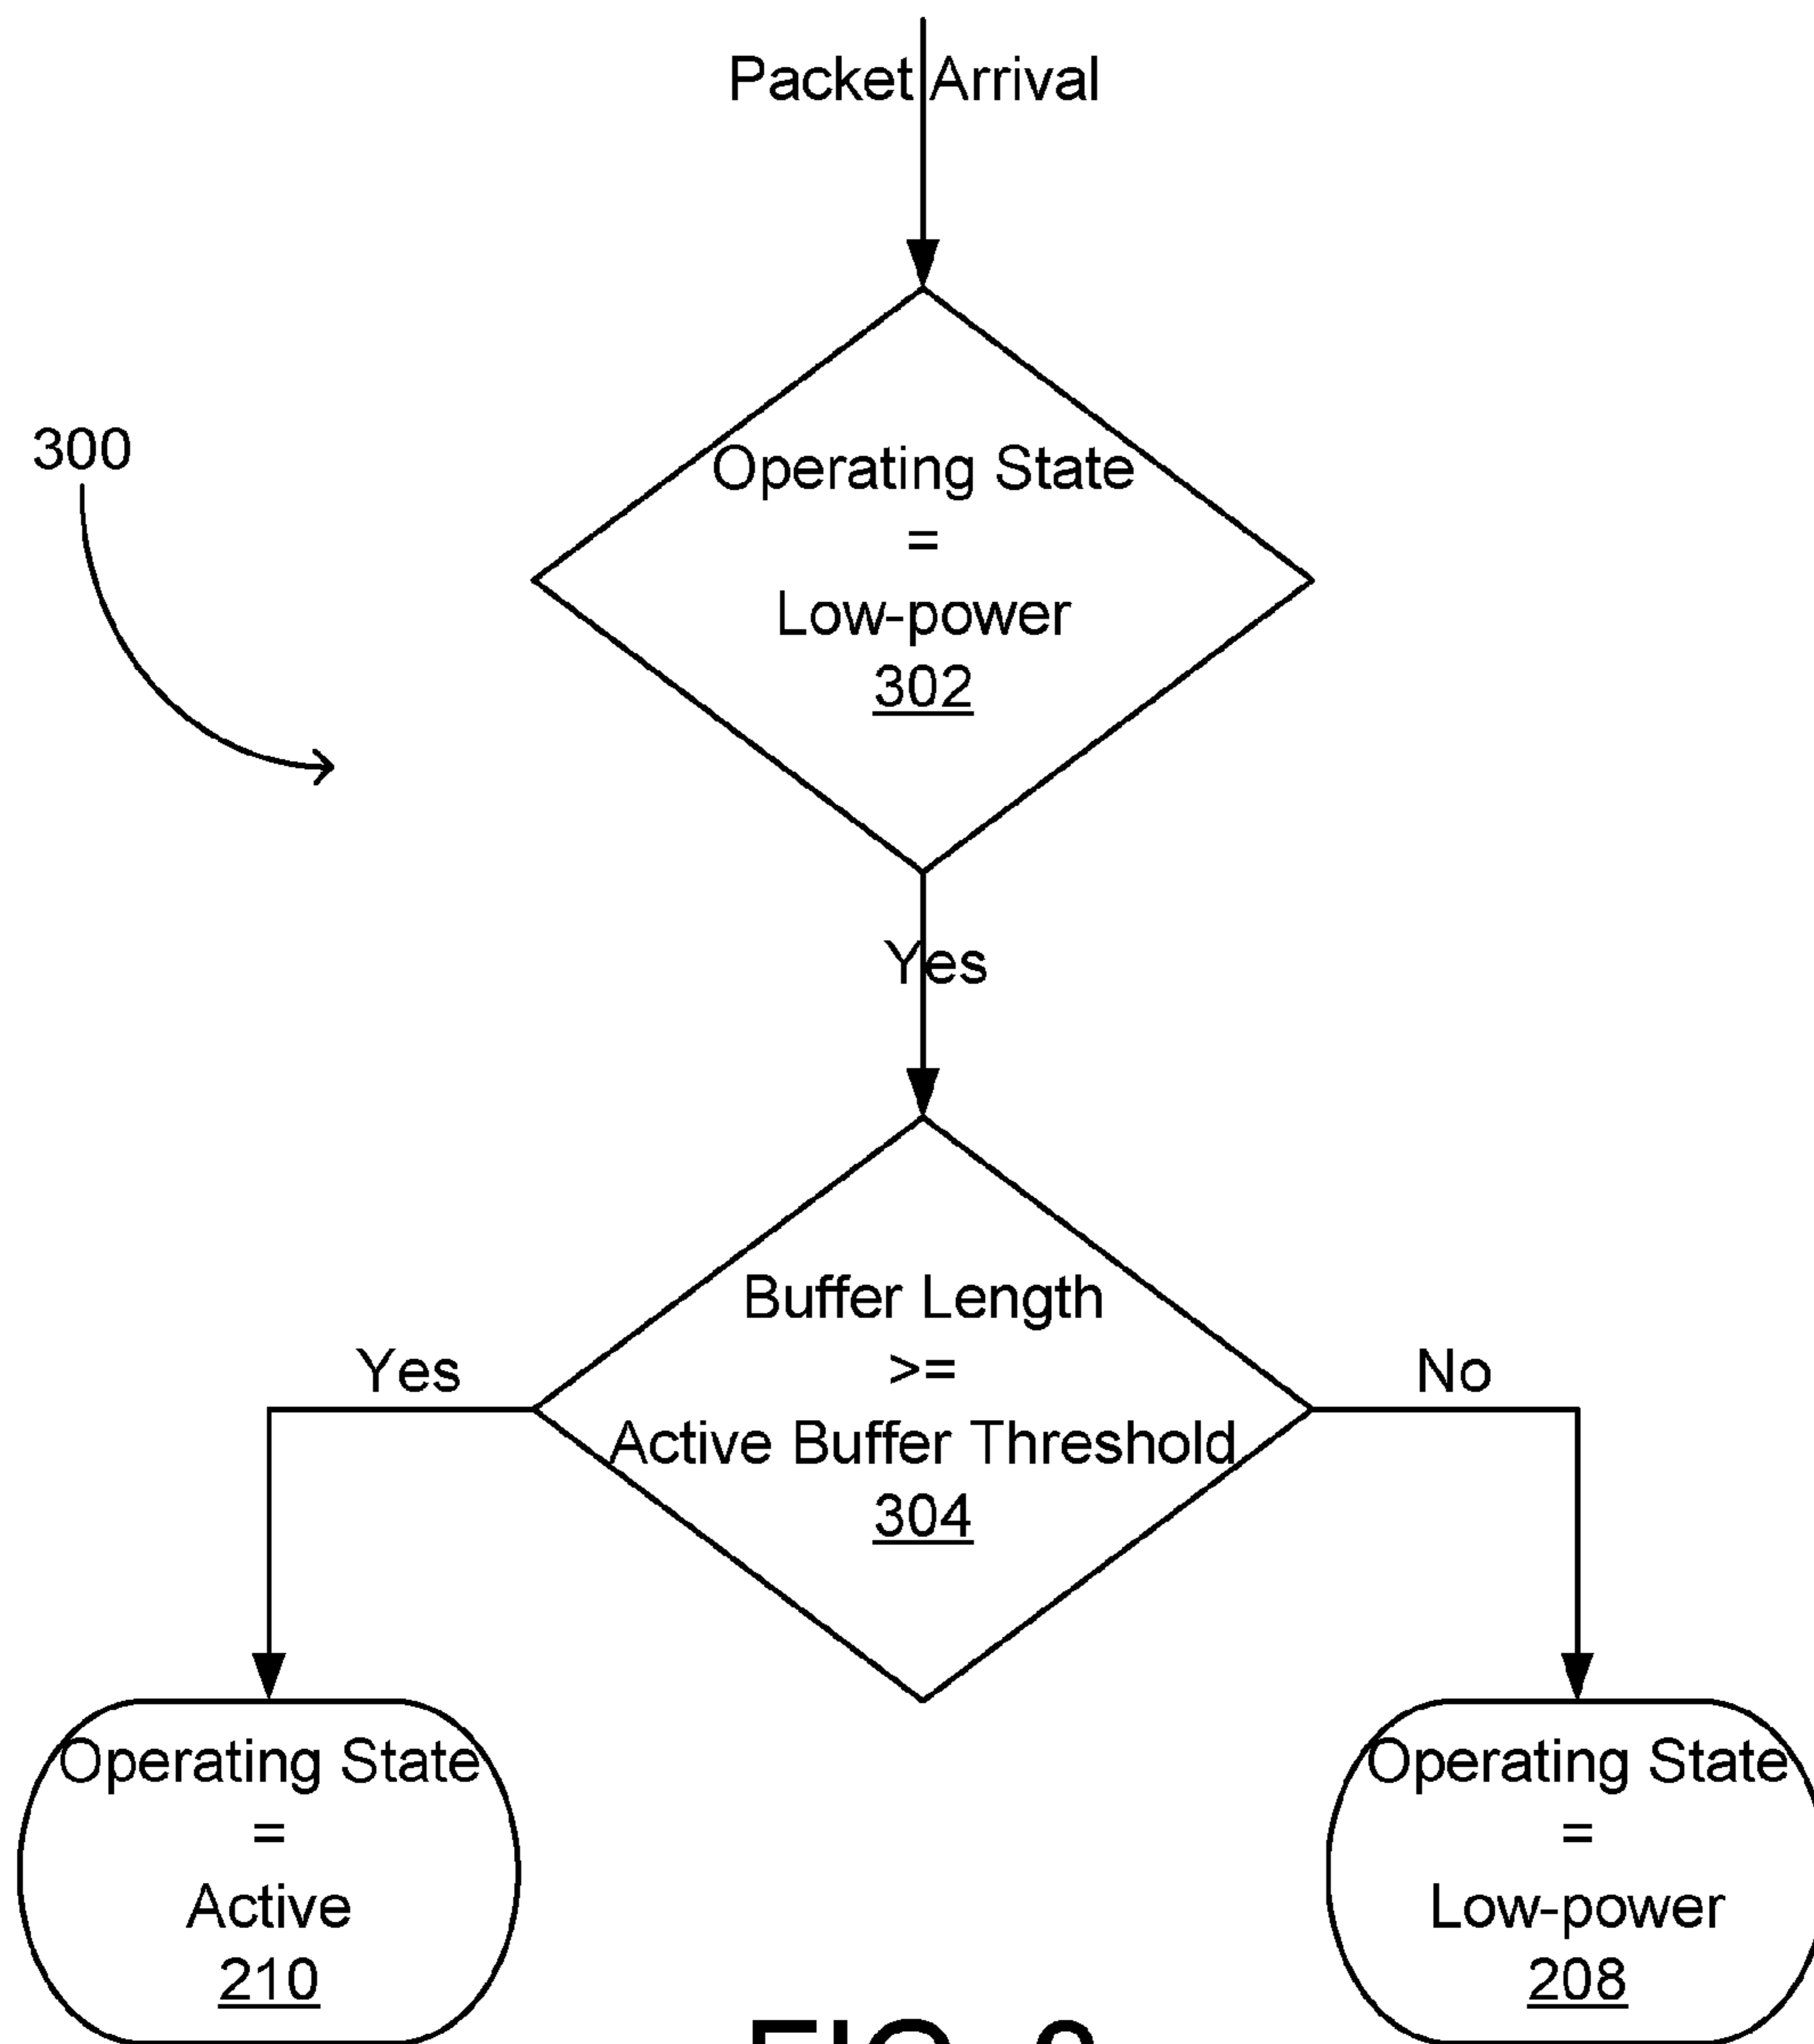 Packet Arrival
300
Operating State
=
Low-power
302
Yes
Buffer Length
>=
Active Buffer Threshold
304
Yes
No
Operating State
=
Active
210
Operating State
=
Low-power
208
FIG.